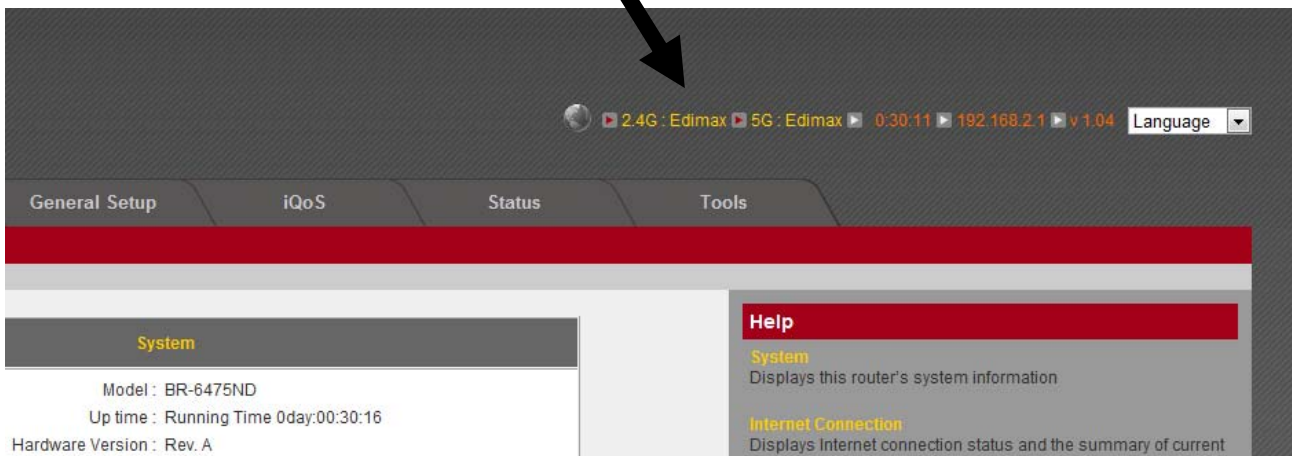 2.4G : Edimax 5G : Edimax 0:30:11 192.168.2.1 v 1.04 Language
General Setup iQoS Status Tools
System
Model : BR-6475ND
Up time : Running Time 0day:00:30:16
Hardware Version : Rev. A
Help
System
Displays this router's system information
Internet Connection
Displays Internet connection status and the summary of current